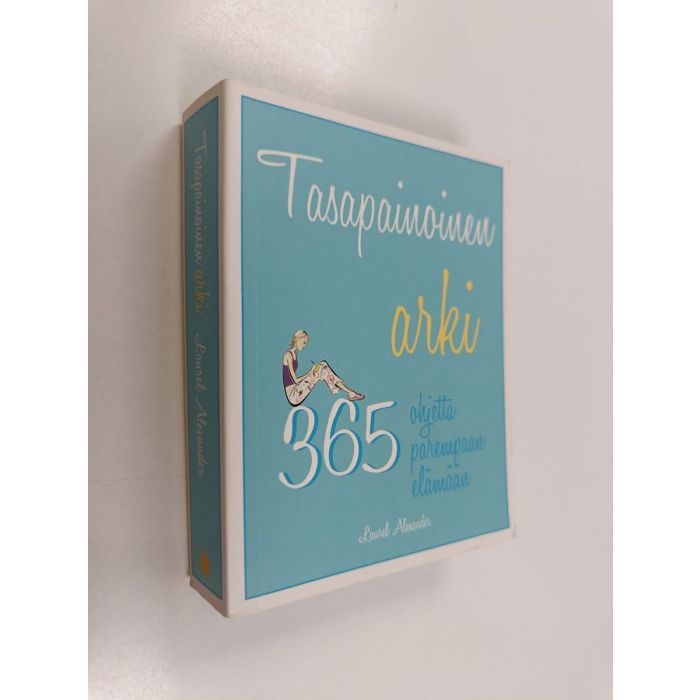 Tasapainoinen
arki
365
ohjetta
parempaan
elämään
Laurel Alexander
Tasapainoinen arki Laurel Alexander